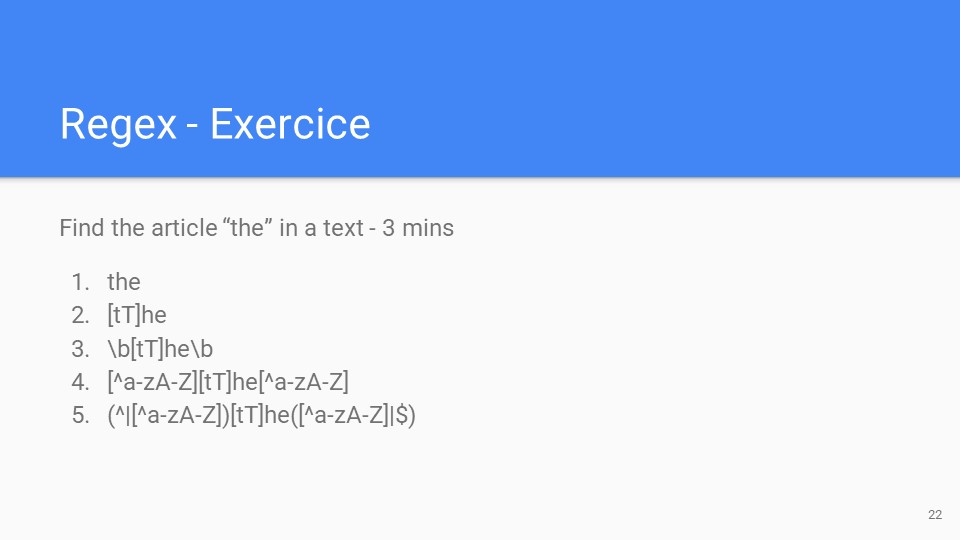 Regex - Exercice
Find the article “the” in a text - 3 mins
1. the
2. [tT]he
3. \b[tT]he\b
4. [^a-zA-Z][tT]he[^a-zA-Z]
5. (^|[^a-zA-Z])[tT]he([^a-zA-Z]|$)
22